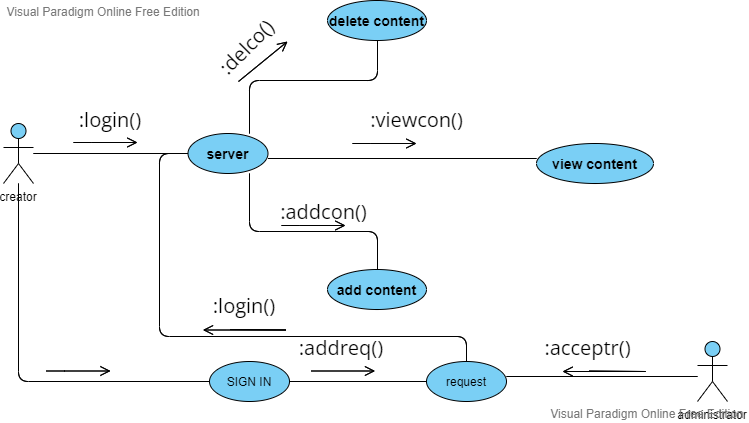 Visual Paradigm Online Free Edition
delete content
:delco()
:login()
:viewcon()
server
view content
creator
:addcon()
add content
:login()
:addreq()
:acceptr()
SIGN IN
request
Visual Paradigm Online Free Edition
administrator